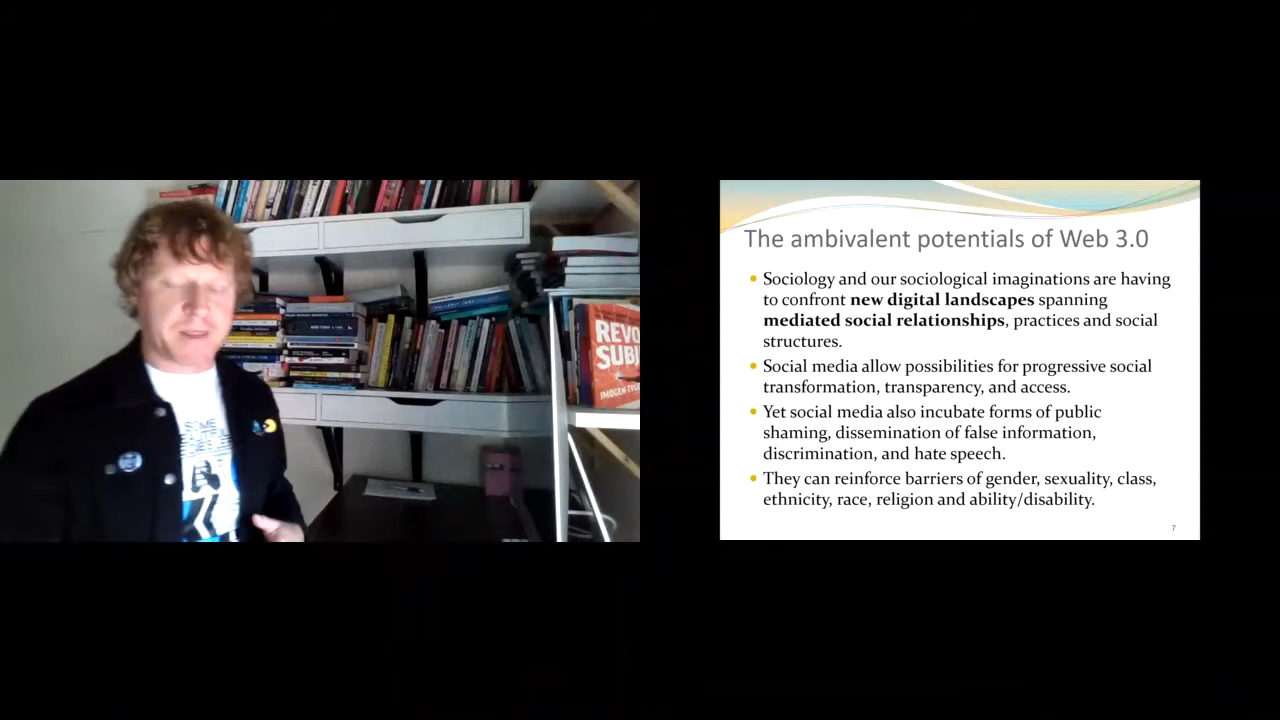 REVO
SUBJ
IMOGEN TYLE
SOME
The ambivalent potentials of Web 3.0
Sociology and our sociological imaginations are having
to confront new digital landscapes spanning
mediated social relationships, practices and social
structures.
Social media allow possibilities for progressive social
transformation, transparency, and access.
Yet social media also incubate forms of public
shaming, dissemination of false information,
discrimination, and hate speech.
They can reinforce barriers of gender, sexuality, class,
ethnicity, race, religion and ability/disability.
7